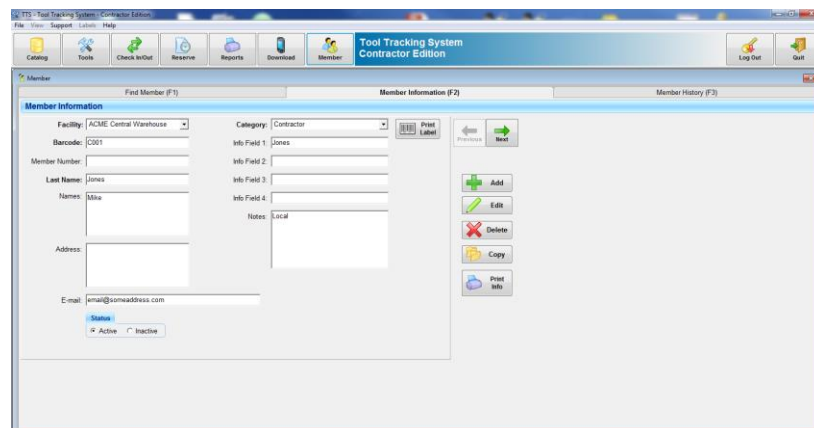 TTS - Tool Tracking System - Contractor Edition
File View Support Labels Help
Catalog Tools Check In/Out Reserve Reports Download Member
Tool Tracking System
Contractor Edition
Log Out Quit
Member
Find Member (F1) Member Information (F2) Member History (F3)
Member Information
Facility: ACME Central Warehouse Category: Contractor Print Label
Previous Next
Barcode: C001 Info Field 1: Jones
Member Number: Info Field 2:
Last Name: Jones Info Field 3:
Add
Names: Mike Info Field 4:
Edit
Notes: Local
Delete
Address:
Copy
Print Info
E-mail: email@someaddress.com
Status
Active Inactive